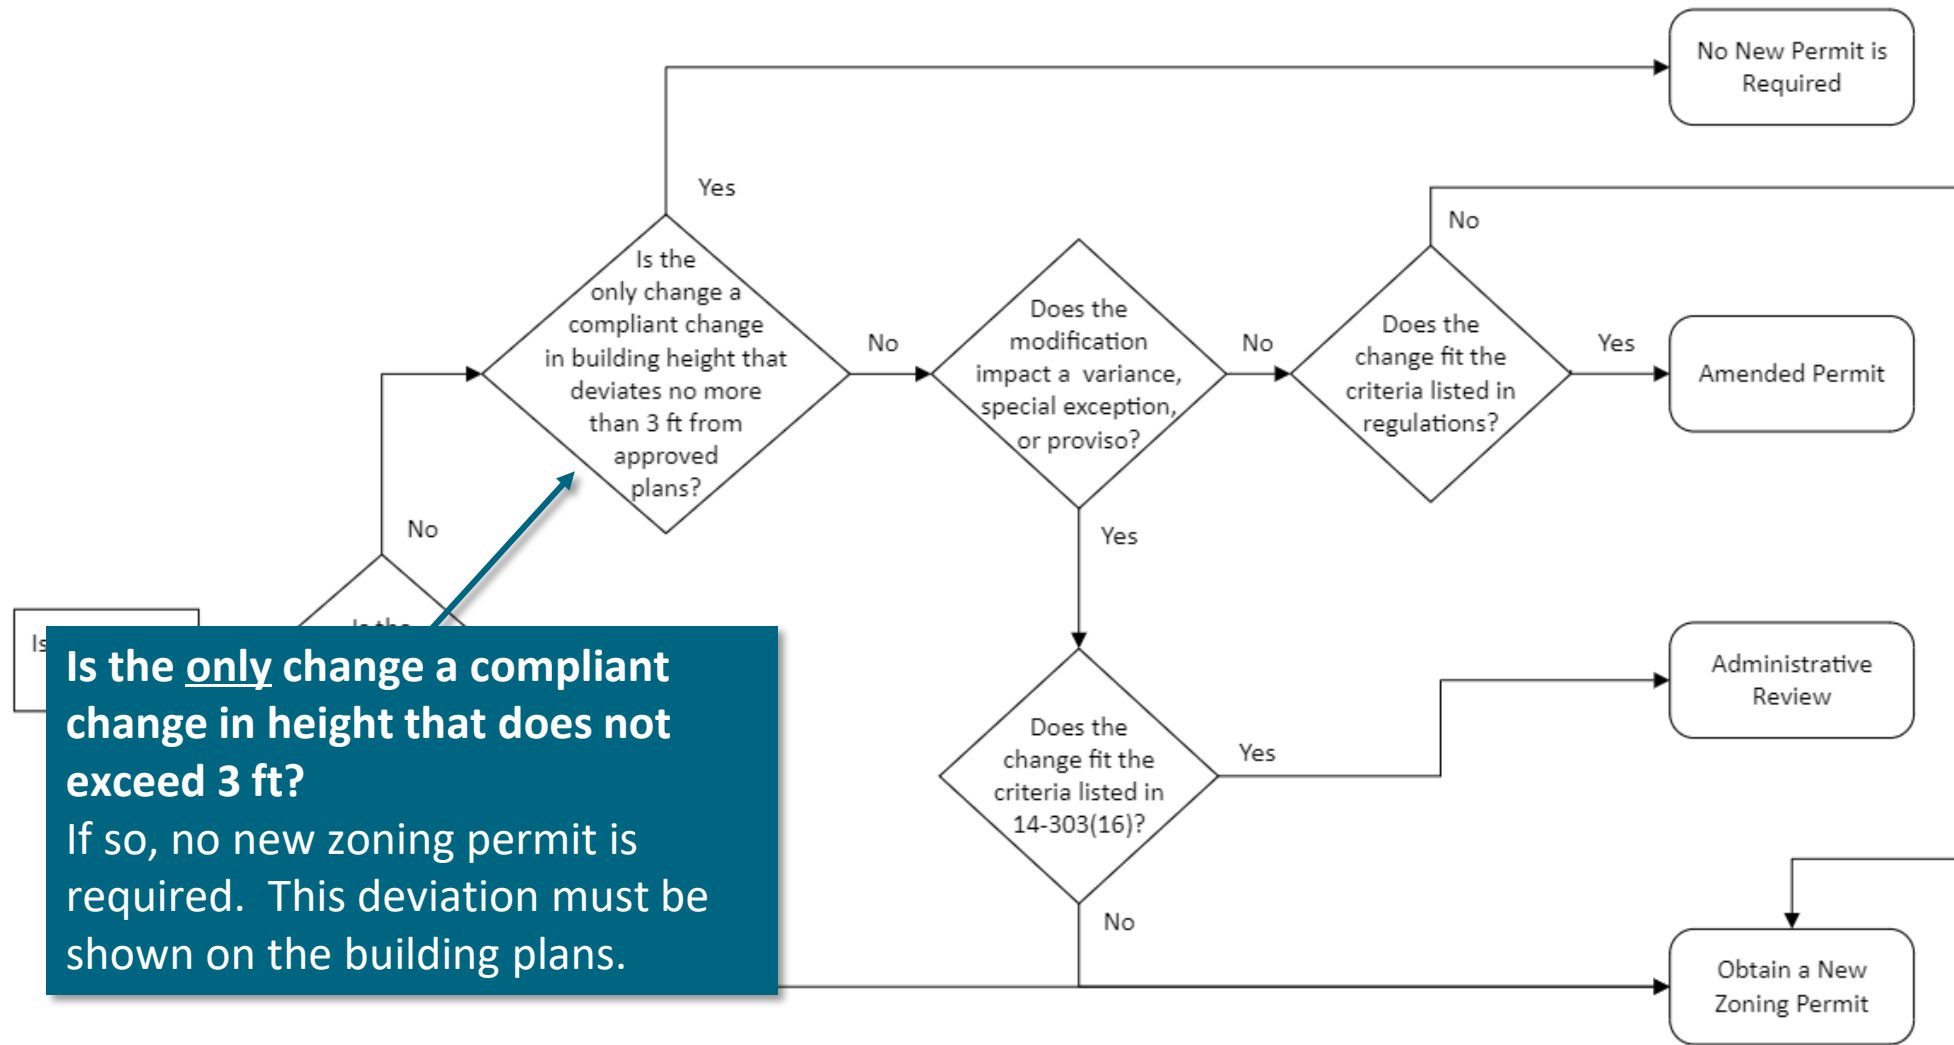 No New Permit is
Required
Yes
No
Is the
only change a
compliant change
in building height that
deviates no more
than 3 ft from
approved
plans?
No
Does the
modification
impact a variance,
special exception,
or proviso?
No
Does the
change fit the
criteria listed in
regulations?
Yes
Amended Permit
No
Yes
Is the
Is
Is the only change a compliant
change in height that does not
exceed 3 ft?
If so, no new zoning permit is
required. This deviation must be
shown on the building plans.
Does the
change fit the
criteria listed in
14-303(16)?
Yes
Administrative
Review
No
Obtain a New
Zoning Permit